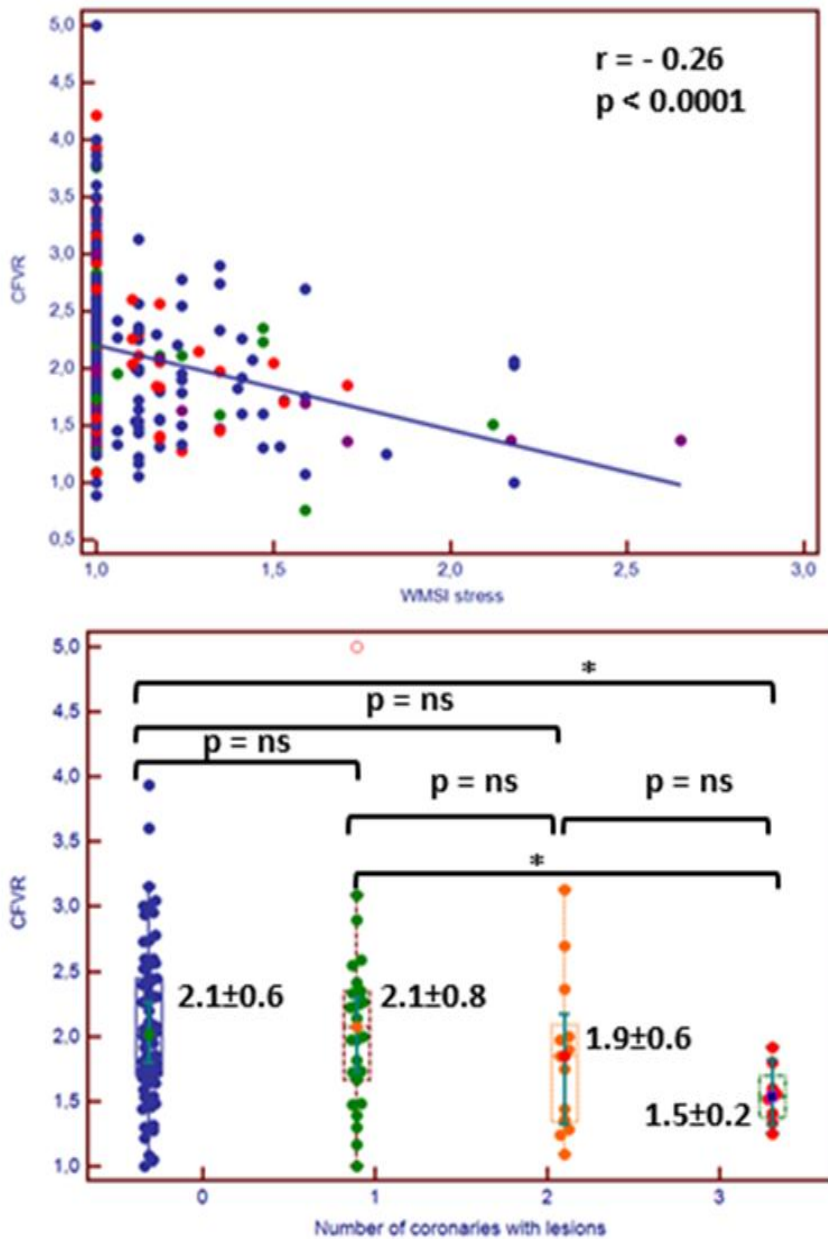 5,0
4,5
4,0
3,5
3,0
2,5
2,0
1,5
1,0
0,5
CFVR
r = - 0.26
p < 0.0001
1,0 1,5 2,0 2,5 3,0
WMSI stress
5,0
4,5
4,0
3,5
3,0
2,5
2,0
1,5
1,0
CFVR
*
p = ns
p = ns
p = ns p = ns
*
2.1±0.6 2.1±0.8
1.9±0.6
1.5±0.2
0 1 2 3
Number of coronaries with lesions